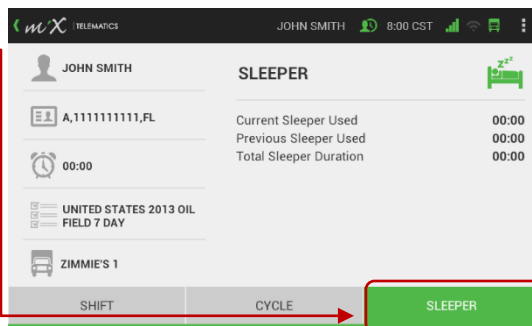 m'X TELEMATICS
JOHN SMITH 8:00 CST
JOHN SMITH
A,1111111111,FL
00:00
UNITED STATES 2013 OIL
FIELD 7 DAY
ZIMMIE'S 1
SLEEPER
zzz
Current Sleeper Used 00:00
Previous Sleeper Used 00:00
Total Sleeper Duration 00:00
SHIFT CYCLE SLEEPER